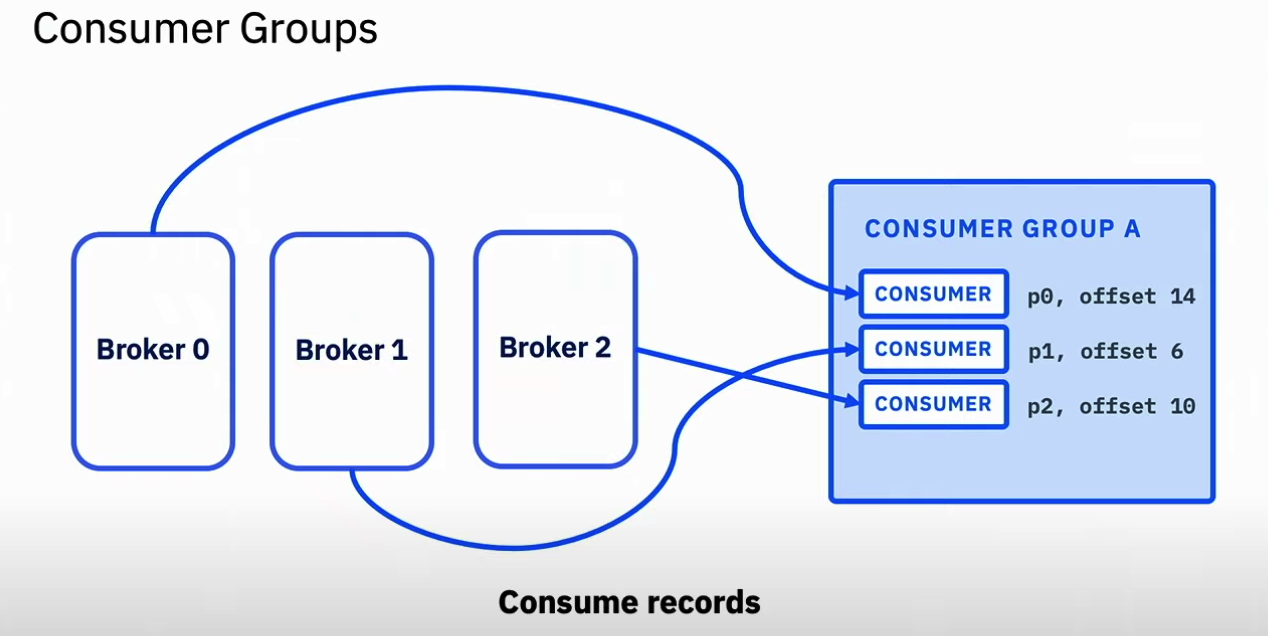 Consumer Groups
Broker 0
Broker 1
Broker 2
CONSUMER GROUP A
CONSUMER p0, offset 14
CONSUMER p1, offset 6
CONSUMER p2, offset 10
Consume records